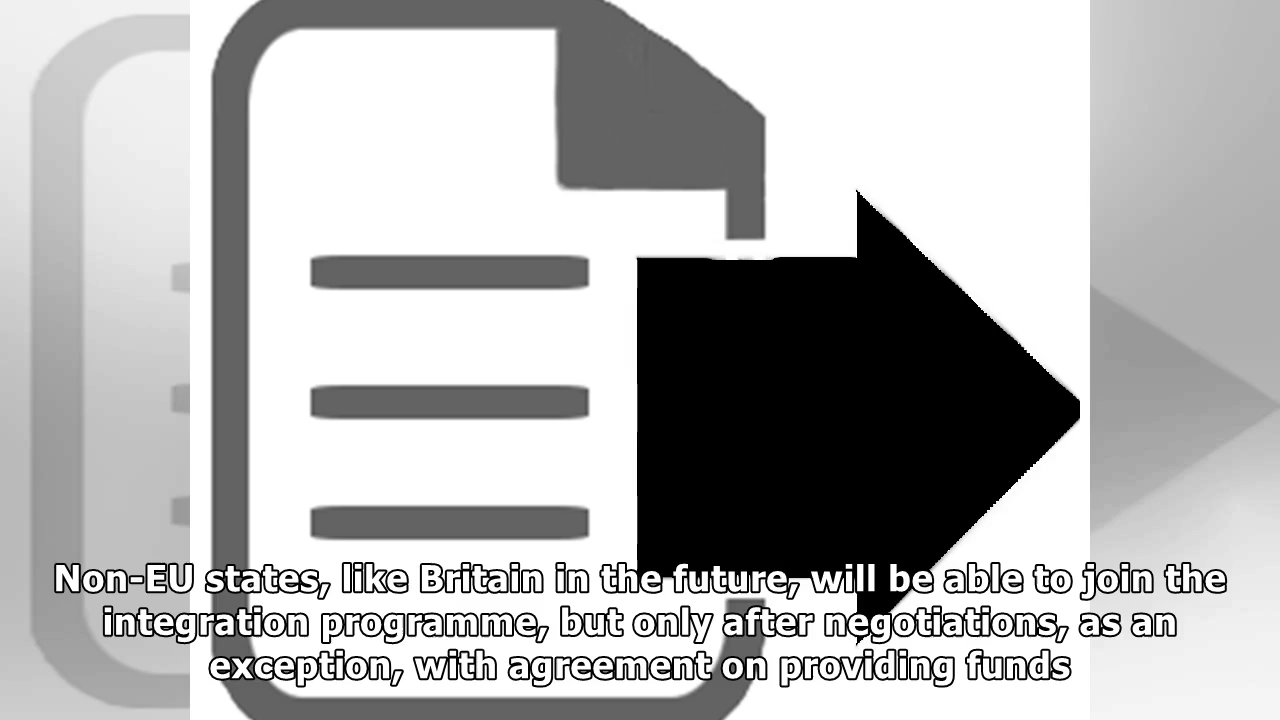 Non-EU states, like Britain in the future, will be able to join the
integration programme, but only after negotiations, as an
exception, with agreement on providing funds